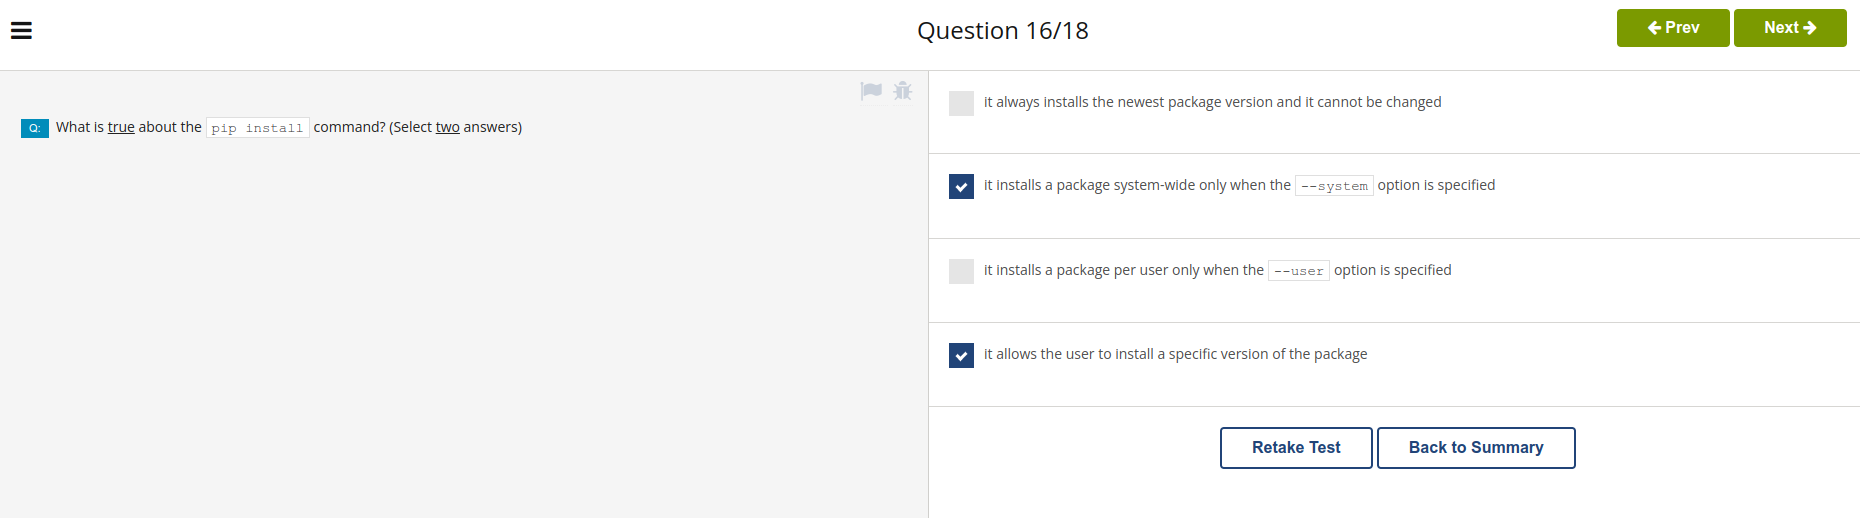 Question 16/18
Prev
Next
Q: What is true about the pip install command? (Select two answers)
it always installs the newest package version and it cannot be changed
it installs a package system-wide only when the --system option is specified
it installs a package per user only when the --user option is specified
it allows the user to install a specific version of the package
Retake Test
Back to Summary